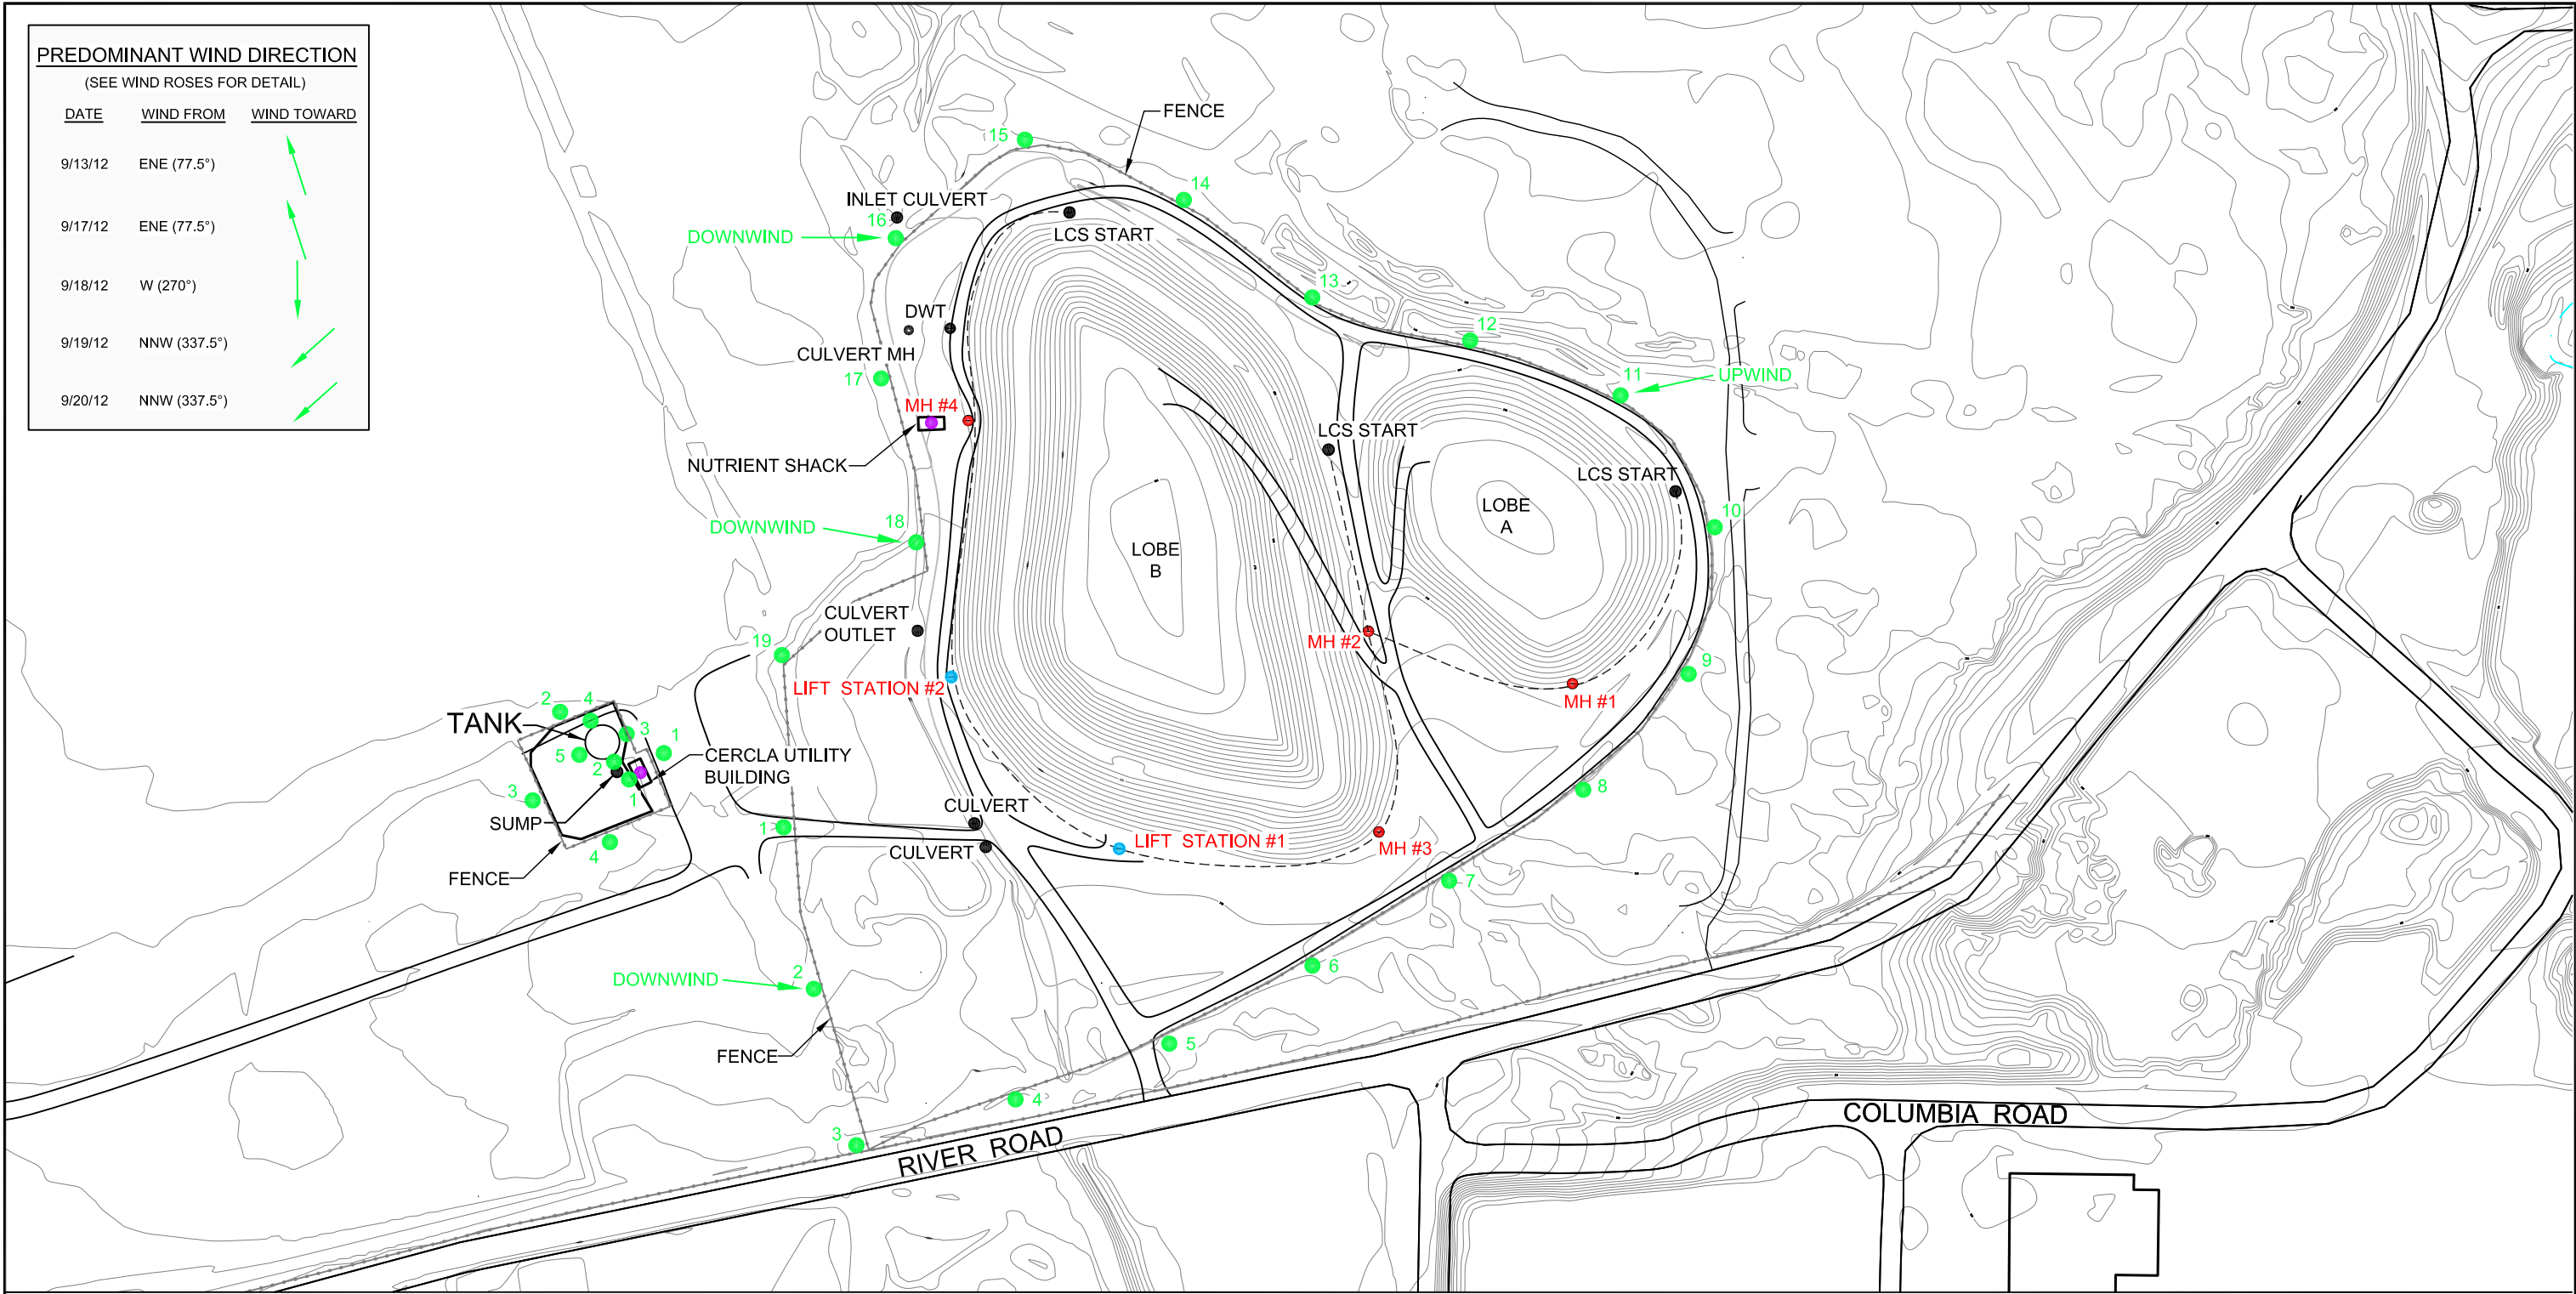 PREDOMINANT WIND DIRECTION
(SEE WIND ROSES FOR DETAIL)
DATE WIND FROM WIND TOWARD
9/13/12 ENE (77.5°)
9/17/12 ENE (77.5°)
9/18/12 W (270°)
9/19/12 NNW (337.5°)
9/20/12 NNW (337.5°)
FENCE
15
14
INLET CULVERT
16
DOWNWIND
LCS START
13
DWT
12
CULVERT MH
17
11
UPWIND
MH #4
LCS START
NUTRIENT SHACK
LCS START
10
LOBE
A
18
DOWNWIND
LOBE
B
CULVERT
OUTLET
19
MH #2
9
LIFT STATION #2
MH #1
2
4
TANK
3
1
5
2
CERCLA UTILITY
BUILDING
3
1
SUMP
8
CULVERT
1
4
LIFT STATION #1
CULVERT
MH #3
FENCE
7
2
DOWNWIND
6
5
FENCE
4
3
RIVER ROAD
COLUMBIA ROAD